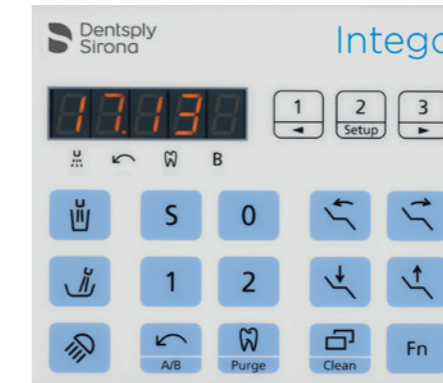 Dentsply
Sirona
Intego
17.13
1
2
3
Setup
B
S
0
1
2
A/B
Purge
Clean
Fn